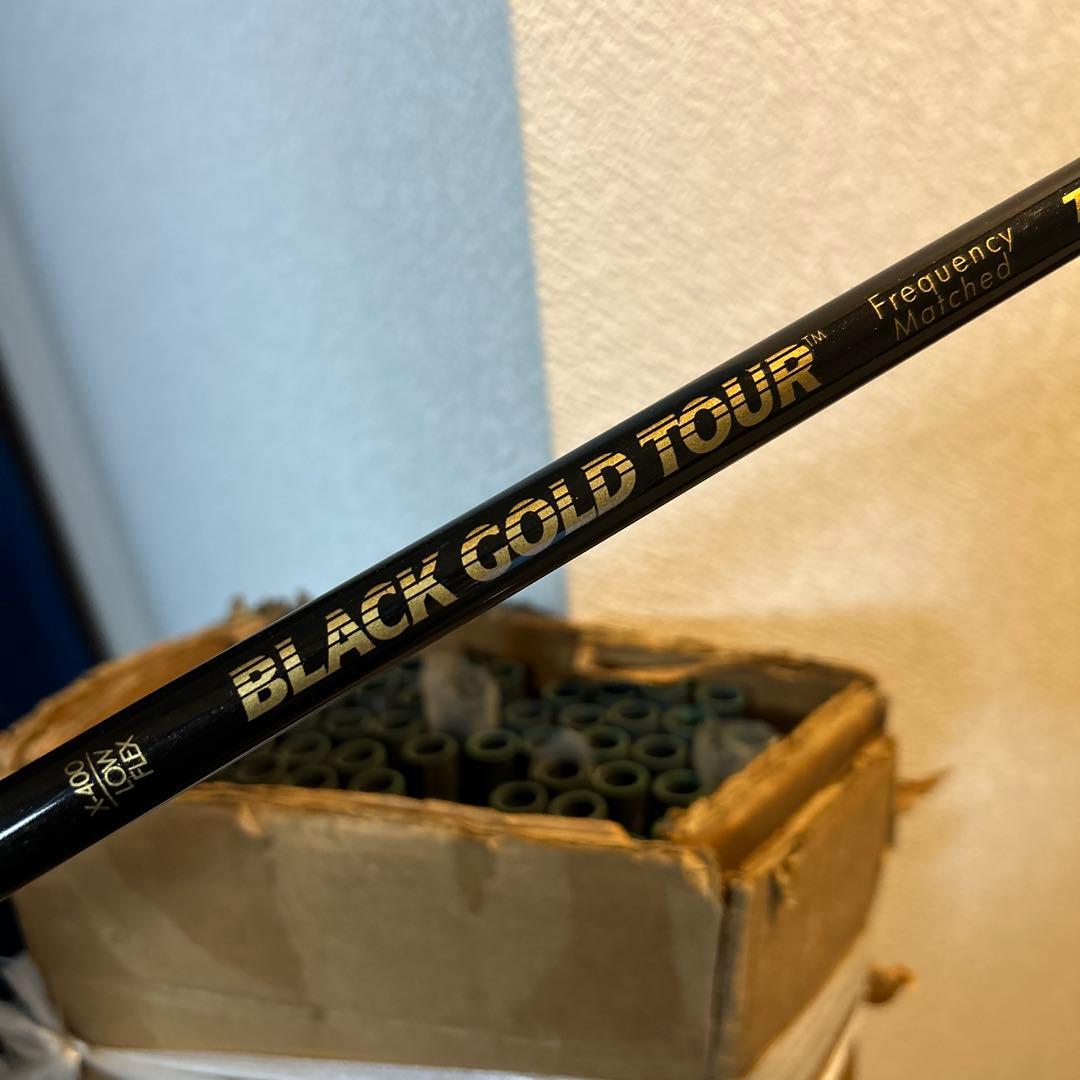 X-400
LOW
FLEX
BLACK GOLD TOUR™
Frequency
Matched
T